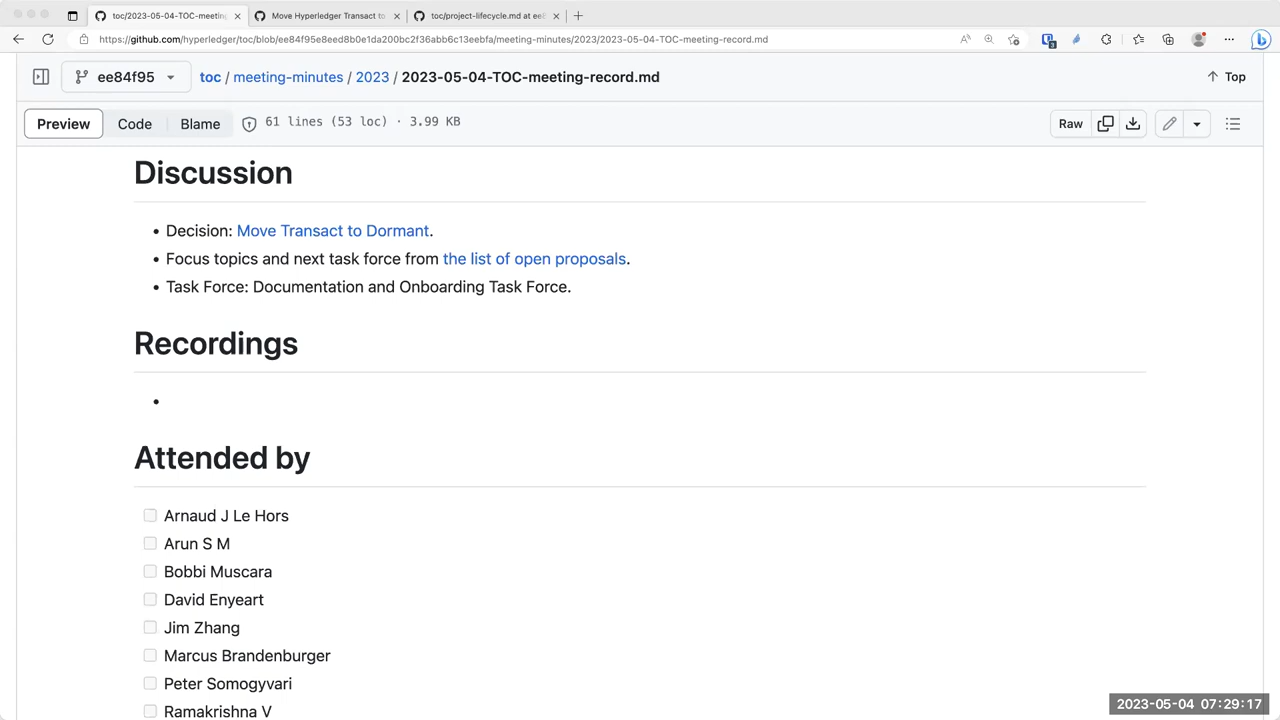 toc/2023-05-04-TOC-meeting
Move Hyperledger Transact to
toc/project-lifecycle.md at ee8
https://github.com/hyperledger/toc/blob/ee84f95e8eed8b0e1da200bc2f36abb6c13eebfa/meeting-minutes/2023/2023-05-04-TOC-meeting-record.md
ee84f95
toc / meeting-minutes / 2023 / 2023-05-04-TOC-meeting-record.md
Top
Preview
Code
Blame
61 lines (53 loc) · 3.99 KB
Raw
Discussion
• Decision: Move Transact to Dormant.
• Focus topics and next task force from the list of open proposals.
• Task Force: Documentation and Onboarding Task Force.
Recordings
•
Attended by
Arnaud J Le Hors
Arun S M
Bobbi Muscara
David Enyeart
Jim Zhang
Marcus Brandenburger
Peter Somogyvari
Ramakrishna V
2023-05-04 07:29:17